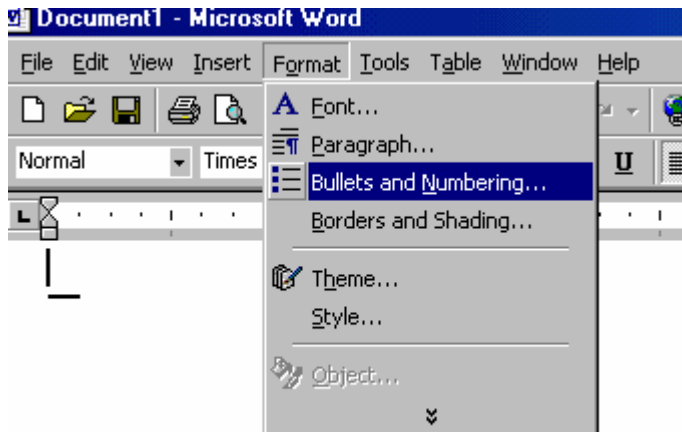 Document1 - Microsoft Word
File Edit View Insert Format Tools Table Window Help
Font...
Normal Times
Paragraph...
U
Bullets and Numbering...
Borders and Shading...
Theme...
Style...
Object...